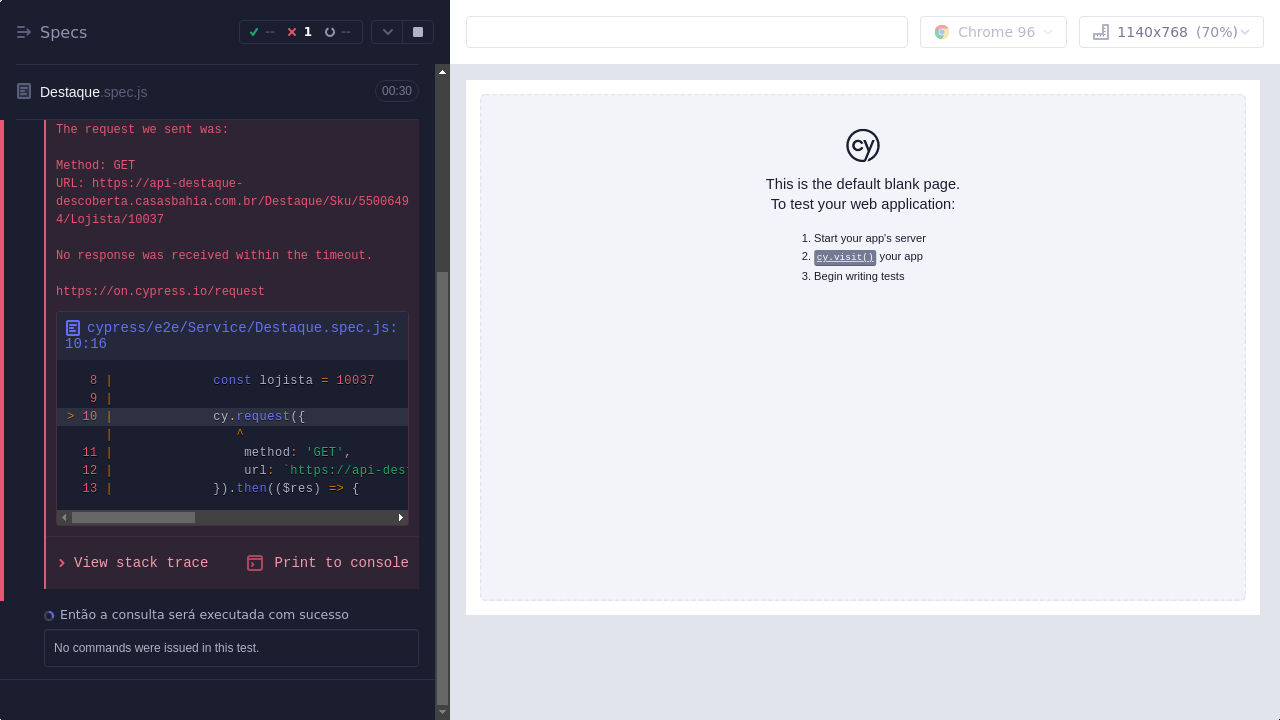 Specs
--
1
--
Chrome 96
1140x768 (70%)
Destaque.spec.js
00:30
The request we sent was:
Method: GET
URL: https://api-destaque-
descoberta.casasbahia.com.br/Destaque/Sku/5500649
4/Lojista/10037
No response was received within the timeout.
https://on.cypress.io/request
cypress/e2e/Service/Destaque.spec.js:
10:16
8 | const lojista = 10037
9 |
> 10 | cy.request({
| ^
11 | method: 'GET',
12 | url: `https://api-dest
13 | }).then(($res) => {
View stack trace
Print to console
Então a consulta será executada com sucesso
No commands were issued in this test.
cy
This is the default blank page.
To test your web application:
1. Start your app's server
2. cy.visit() your app
3. Begin writing tests